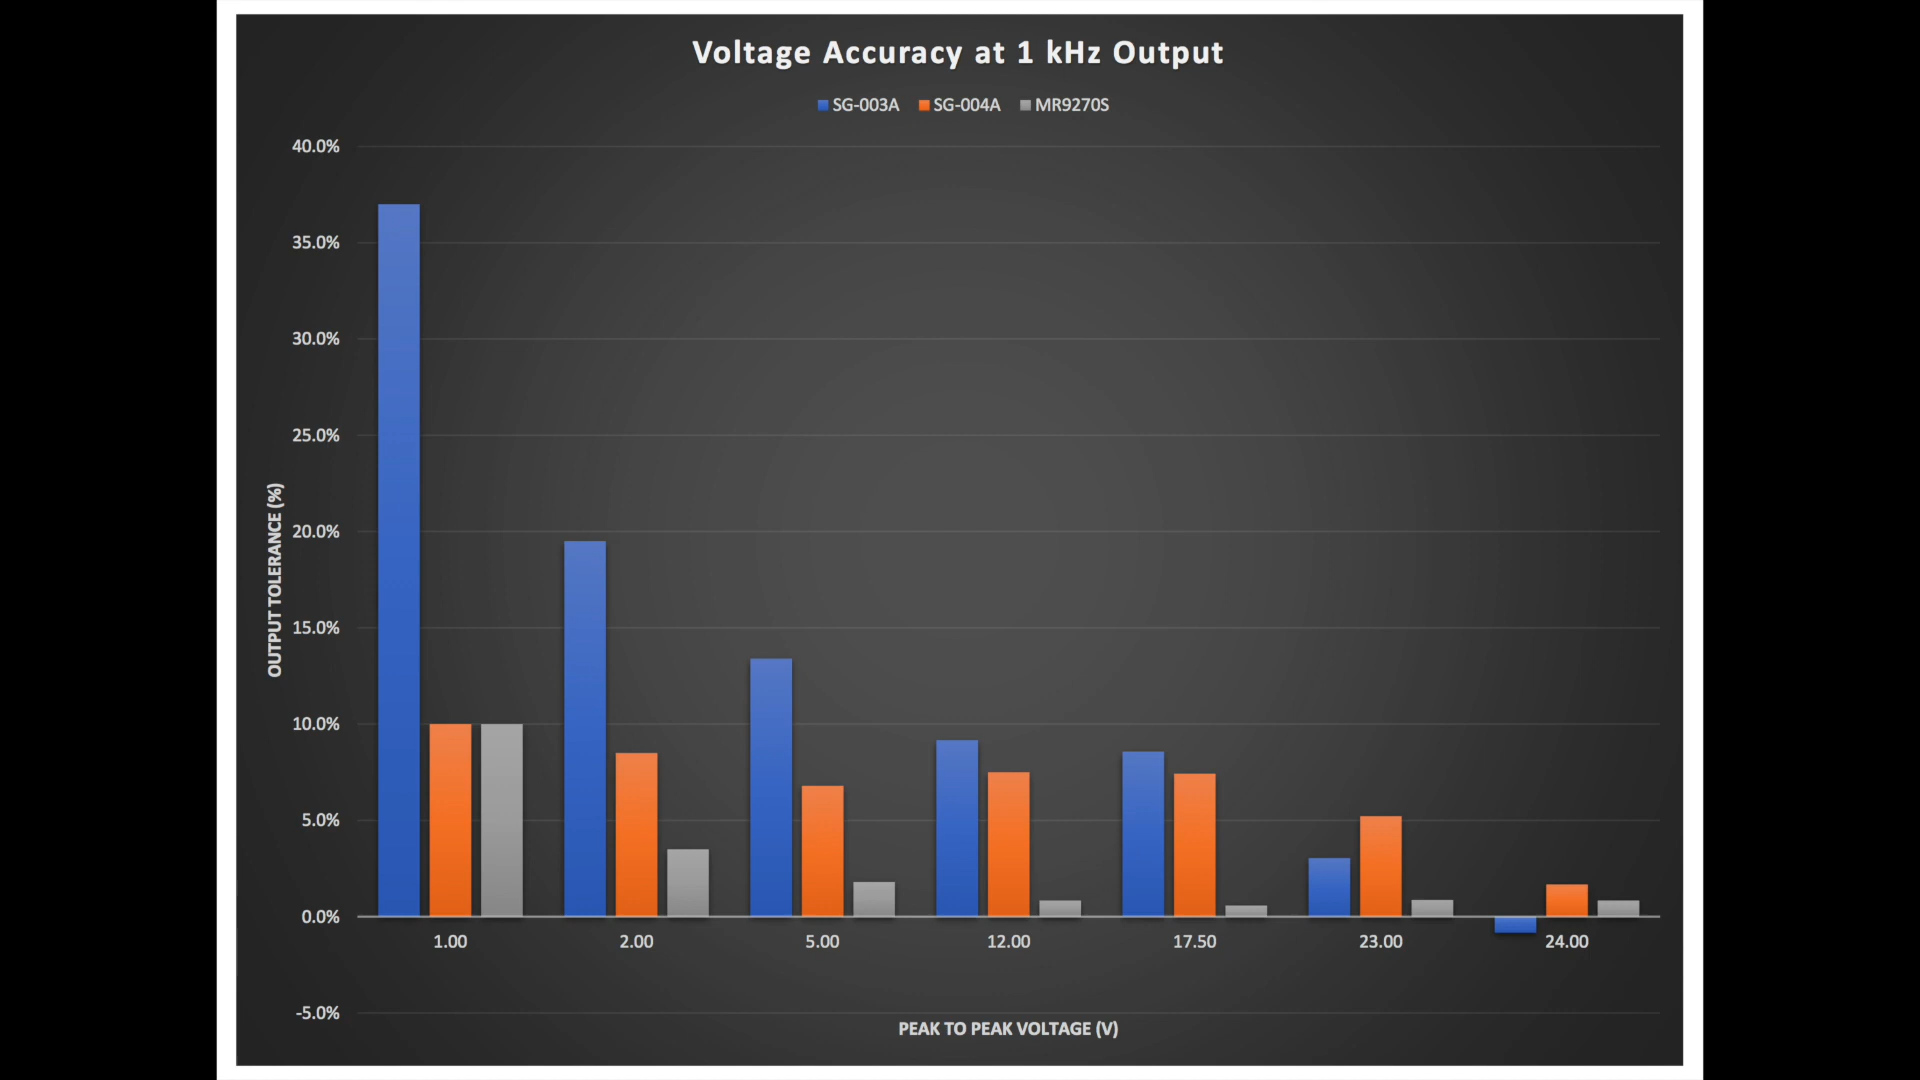 Voltage Accuracy at 1 kHz Output
SG-003A SG-004A MR9270S
40.0%
35.0%
30.0%
25.0%
20.0%
15.0%
10.0%
5.0%
0.0%
-5.0%
OUTPUT TOLERANCE (%)
1.00 2.00 5.00 12.00 17.50 23.00 24.00
PEAK TO PEAK VOLTAGE (V)